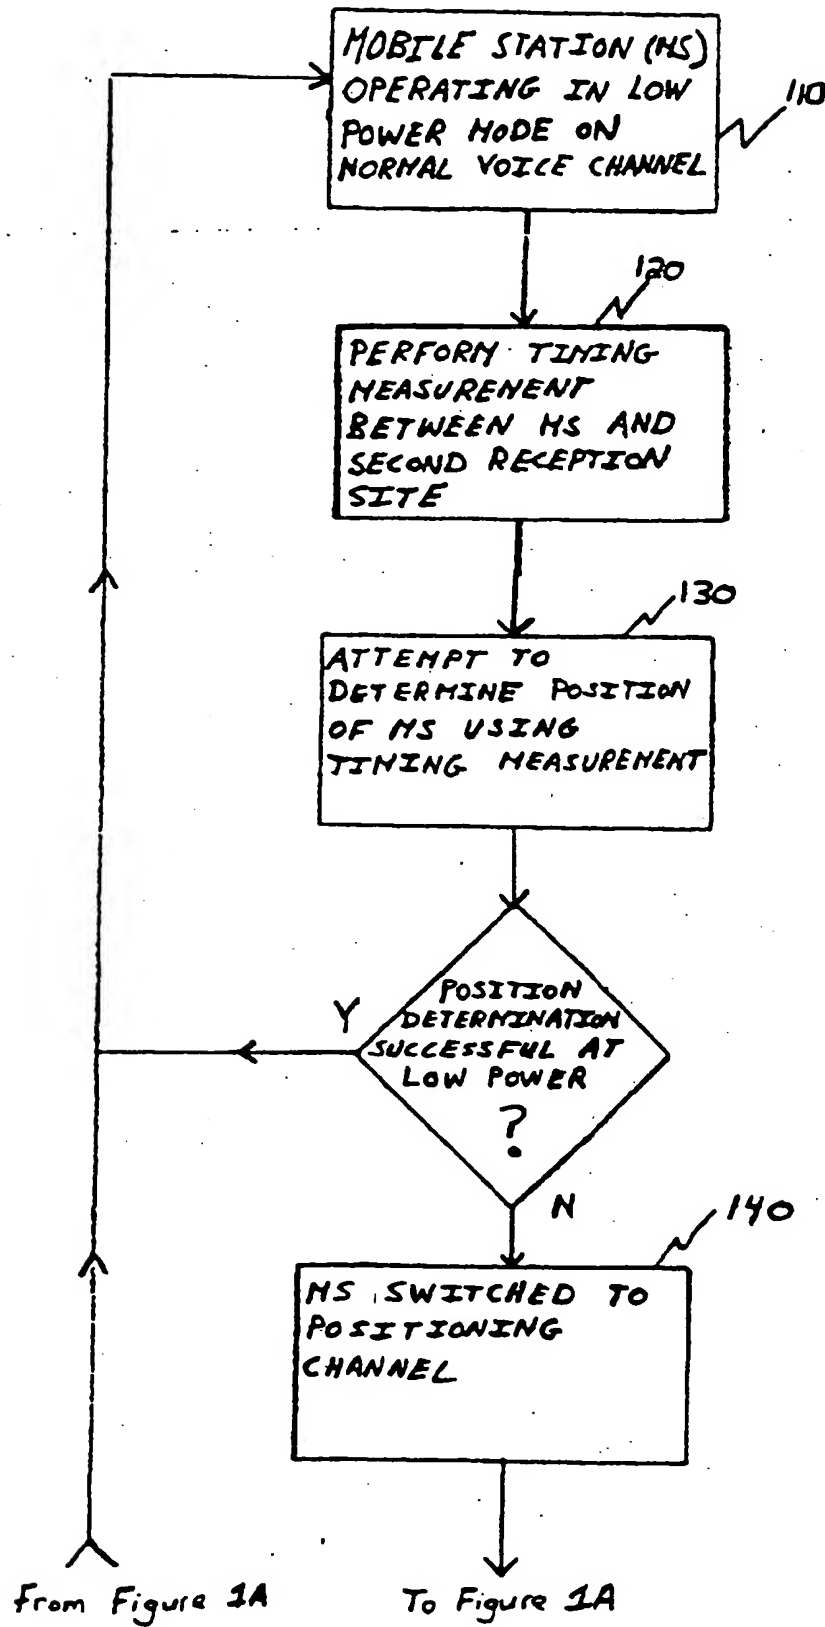 MOBILE STATION (MS)
OPERATING IN LOW
POWER MODE ON
NORMAL VOICE CHANNEL
110
120
PERFORM TIMING
MEASUREMENT
BETWEEN MS AND
SECOND RECEPTION
SITE
130
ATTEMPT TO
DETERMINE POSITION
OF MS USING
TIMING MEASUREMENT
POSITION
DETERMINATION
SUCCESSFUL AT
LOW POWER
?
Y
N
140
MS SWITCHED TO
POSITIONING
CHANNEL
From Figure 1A
To Figure 1A